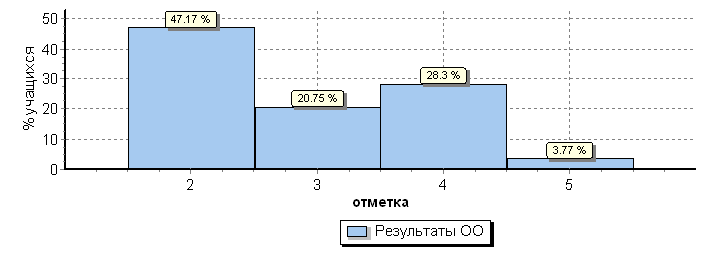 % учащихся
50
40
30
20
10
0
47.17 %
20.75 %
28.3 %
3.77 %
2 3 4 5
отметка
Результаты ОО